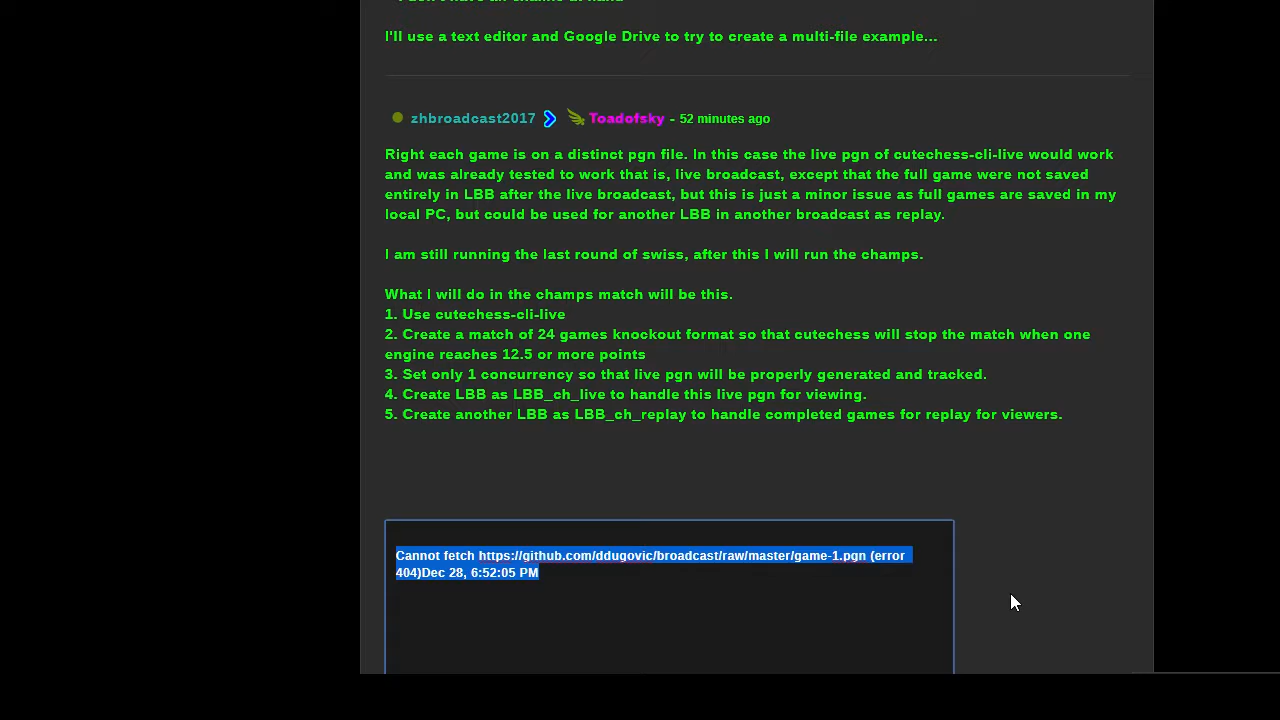 I'll use a text editor and Google Drive to try to create a multi-file example...
zhbroadcast2017 Toadofsky - 52 minutes ago
Right each game is on a distinct pgn file. In this case the live pgn of cutechess-cli-live would work
and was already tested to work that is, live broadcast, except that the full game were not saved
entirely in LBB after the live broadcast, but this is just a minor issue as full games are saved in my
local PC, but could be used for another LBB in another broadcast as replay.
I am still running the last round of swiss, after this I will run the champs.
What I will do in the champs match will be this.
1. Use cutechess-cli-live
2. Create a match of 24 games knockout format so that cutechess will stop the match when one
engine reaches 12.5 or more points
3. Set only 1 concurrency so that live pgn will be properly generated and tracked.
4. Create LBB as LBB_ch_live to handle this live pgn for viewing.
5. Create another LBB as LBB_ch_replay to handle completed games for replay for viewers.
Cannot fetch https://github.com/ddugovic/broadcast/raw/master/game-1.pgn (error
404)Dec 28, 6:52:05 PM